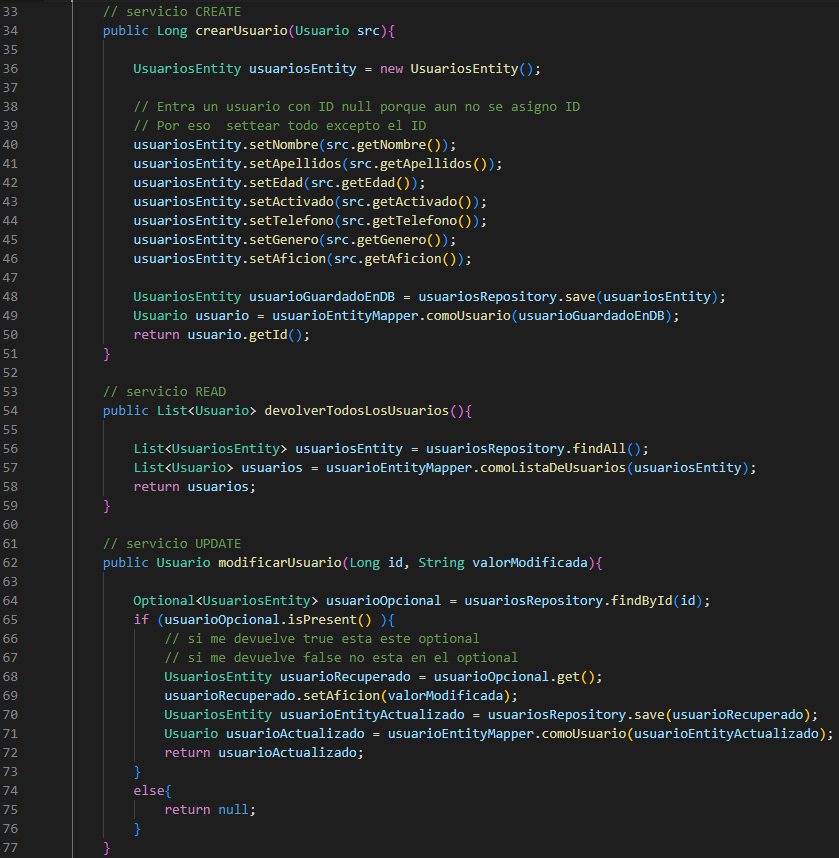 33 // servicio CREATE
34 public Long crearUsuario(Usuario src){
35
36 UsuariosEntity usuariosEntity = new UsuariosEntity();
37
38 // Entra un usuario con ID null porque aun no se asigno ID
39 // Por eso  settear todo excepto el ID
40 usuariosEntity.setNombre(src.getNombre());
41 usuariosEntity.setApellidos(src.getApellidos());
42 usuariosEntity.setEdad(src.getEdad());
43 usuariosEntity.setActivado(src.getActivado());
44 usuariosEntity.setTelefono(src.getTelefono());
45 usuariosEntity.setGenero(src.getGenero());
46 usuariosEntity.setAficion(src.getAficion());
47
48 UsuariosEntity usuarioGuardadoEnDB = usuariosRepository.save(usuariosEntity);
49 Usuario usuario = usuarioEntityMapper.comoUsuario(usuarioGuardadoEnDB);
50 return usuario.getId();
51 }
52
53 // servicio READ
54 public List<Usuario> devolverTodosLosUsuarios(){
55
56 List<UsuariosEntity> usuariosEntity = usuariosRepository.findAll();
57 List<Usuario> usuarios = usuarioEntityMapper.comoListaDeUsuarios(usuariosEntity);
58 return usuarios;
59 }
60
61 // servicio UPDATE
62 public Usuario modificarUsuario(Long id, String valorModificada){
63
64 Optional<UsuariosEntity> usuarioOpcional = usuariosRepository.findById(id);
65 if (usuarioOpcional.isPresent() ){
66 // si me devuelve true esta este optional
67 // si me devuelve false no esta en el optional
68 UsuariosEntity usuarioRecuperado = usuarioOpcional.get();
69 usuarioRecuperado.setAficion(valorModificada);
70 UsuariosEntity usuarioEntityActualizado = usuariosRepository.save(usuarioRecuperado);
71 Usuario usuarioActualizado = usuarioEntityMapper.comoUsuario(usuarioEntityActualizado);
72 return usuarioActualizado;
73 }
74 else{
75 return null;
76 }
77 }